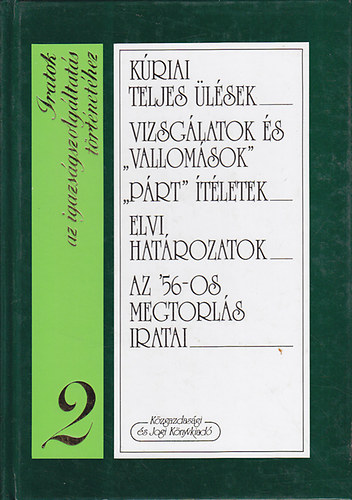 Iratok
az igazságszolgáltatás
történetéhez
2
KÚRIAI
TELJES ÜLÉSEK
VIZSGÁLATOK ÉS
„VALLOMÁSOK”
„PÁRT” ÍTÉLETEK
ELVI
HATÁROZATOK
AZ '56-OS
MEGTORLÁS
IRATAI
Közgazdasági
és Jogi Könyvkiadó